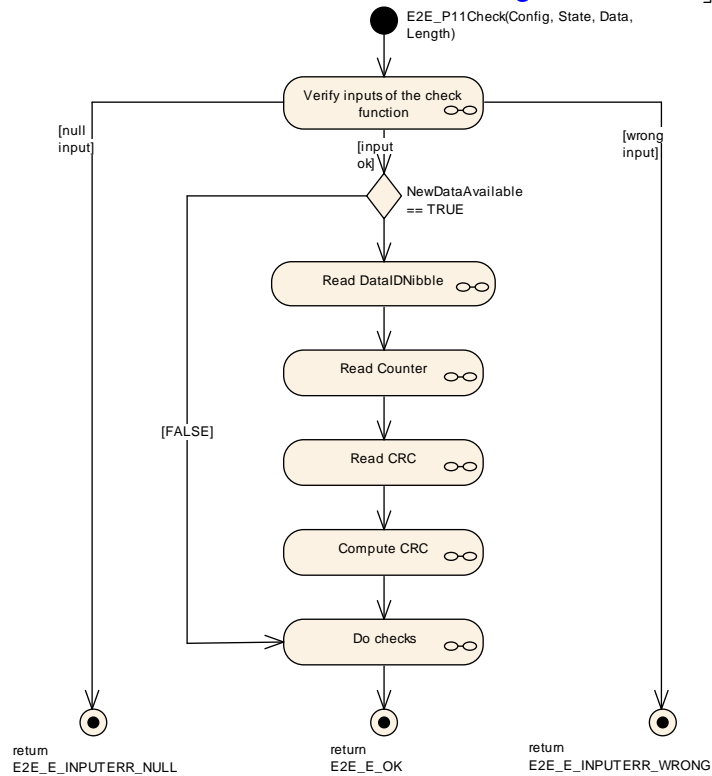 E2E_P11Check(Config, State, Data,
Length)
Verify inputs of the check
function
[null
input]
[input
ok]
[wrong
input]
NewDataAvailable
== TRUE
Read DataIDNibble
Read Counter
[FALSE]
Read CRC
Compute CRC
Do checks
return
E2E_E_INPUTERR_NULL
return
E2E_E_OK
return
E2E_E_INPUTERR_WRONG